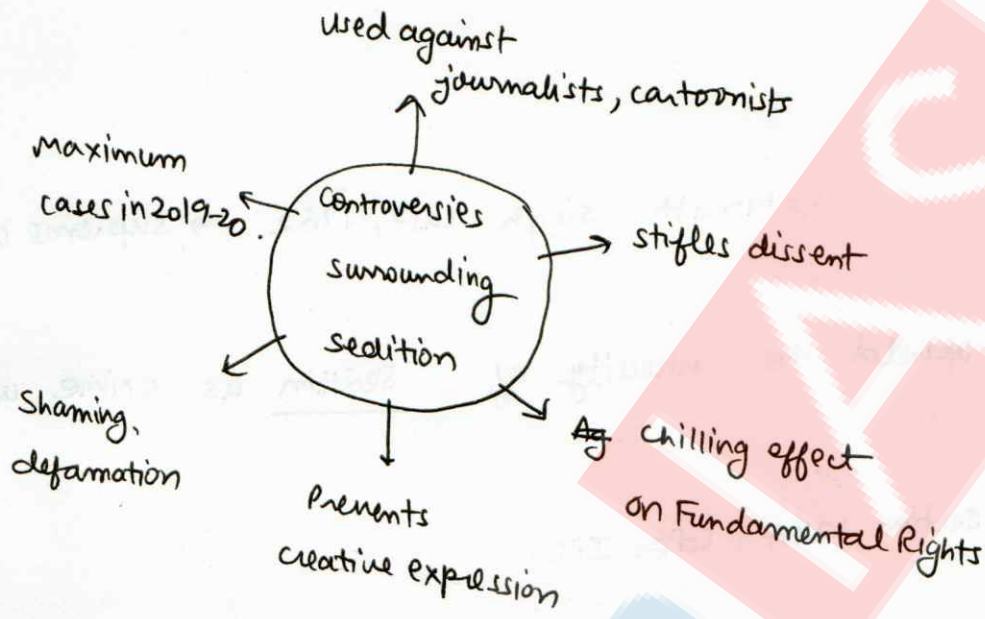 used against
journalists, cartoonists
Maximum
cases in 2019-20.
controversies
surrounding
sedition
stifles dissent
Shaming,
defamation
Prevents
creative expression
Ag chilling effect
on Fundamental Rights
IAC